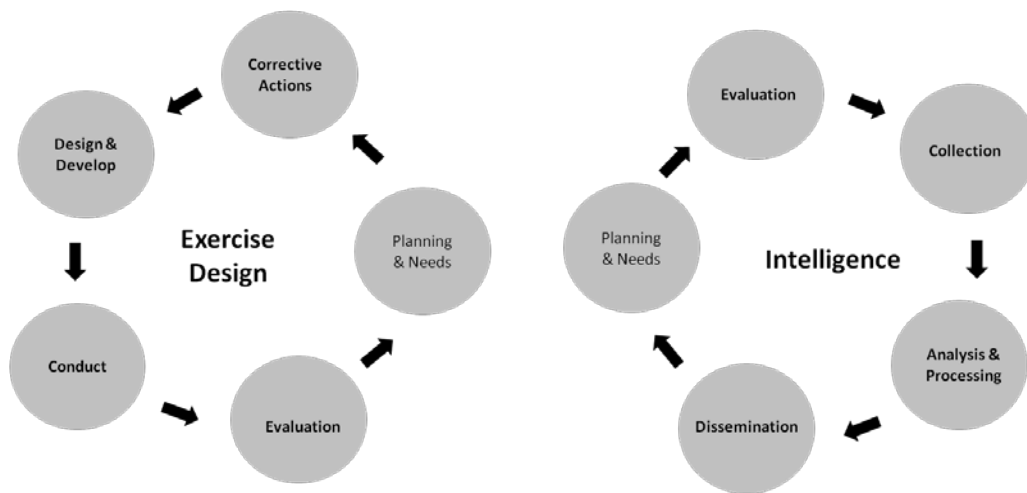 Corrective
Actions
Design &
Develop
Exercise
Design
Planning
& Needs
Conduct
Evaluation
Evaluation
Collection
Planning
& Needs
Intelligence
Analysis &
Processing
Dissemination